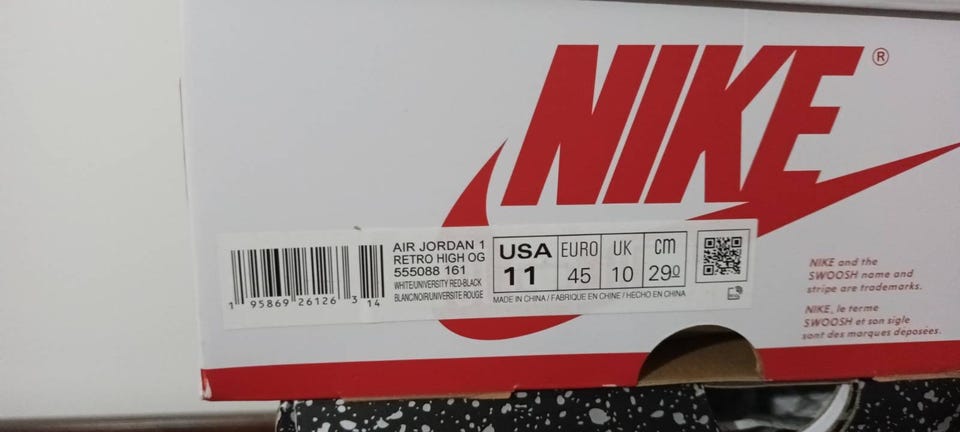 NIKE ®
AIR JORDAN 1
RETRO HIGH OG
555088 161
WHITE/UNIVERSITY RED-BLACK
BLANC/NOIR/UNIVERSITE ROUGE
1 95869 26126 3 14
USA EURO UK cm
11 45 10 29º
MADE IN CHINA / FABRIQUE EN CHINE / HECHO EN CHINA
NIKE and the
SWOOSH name and
stripe are trademarks.
NIKE, le terme
SWOOSH et son sigle
sont des marques déposées.